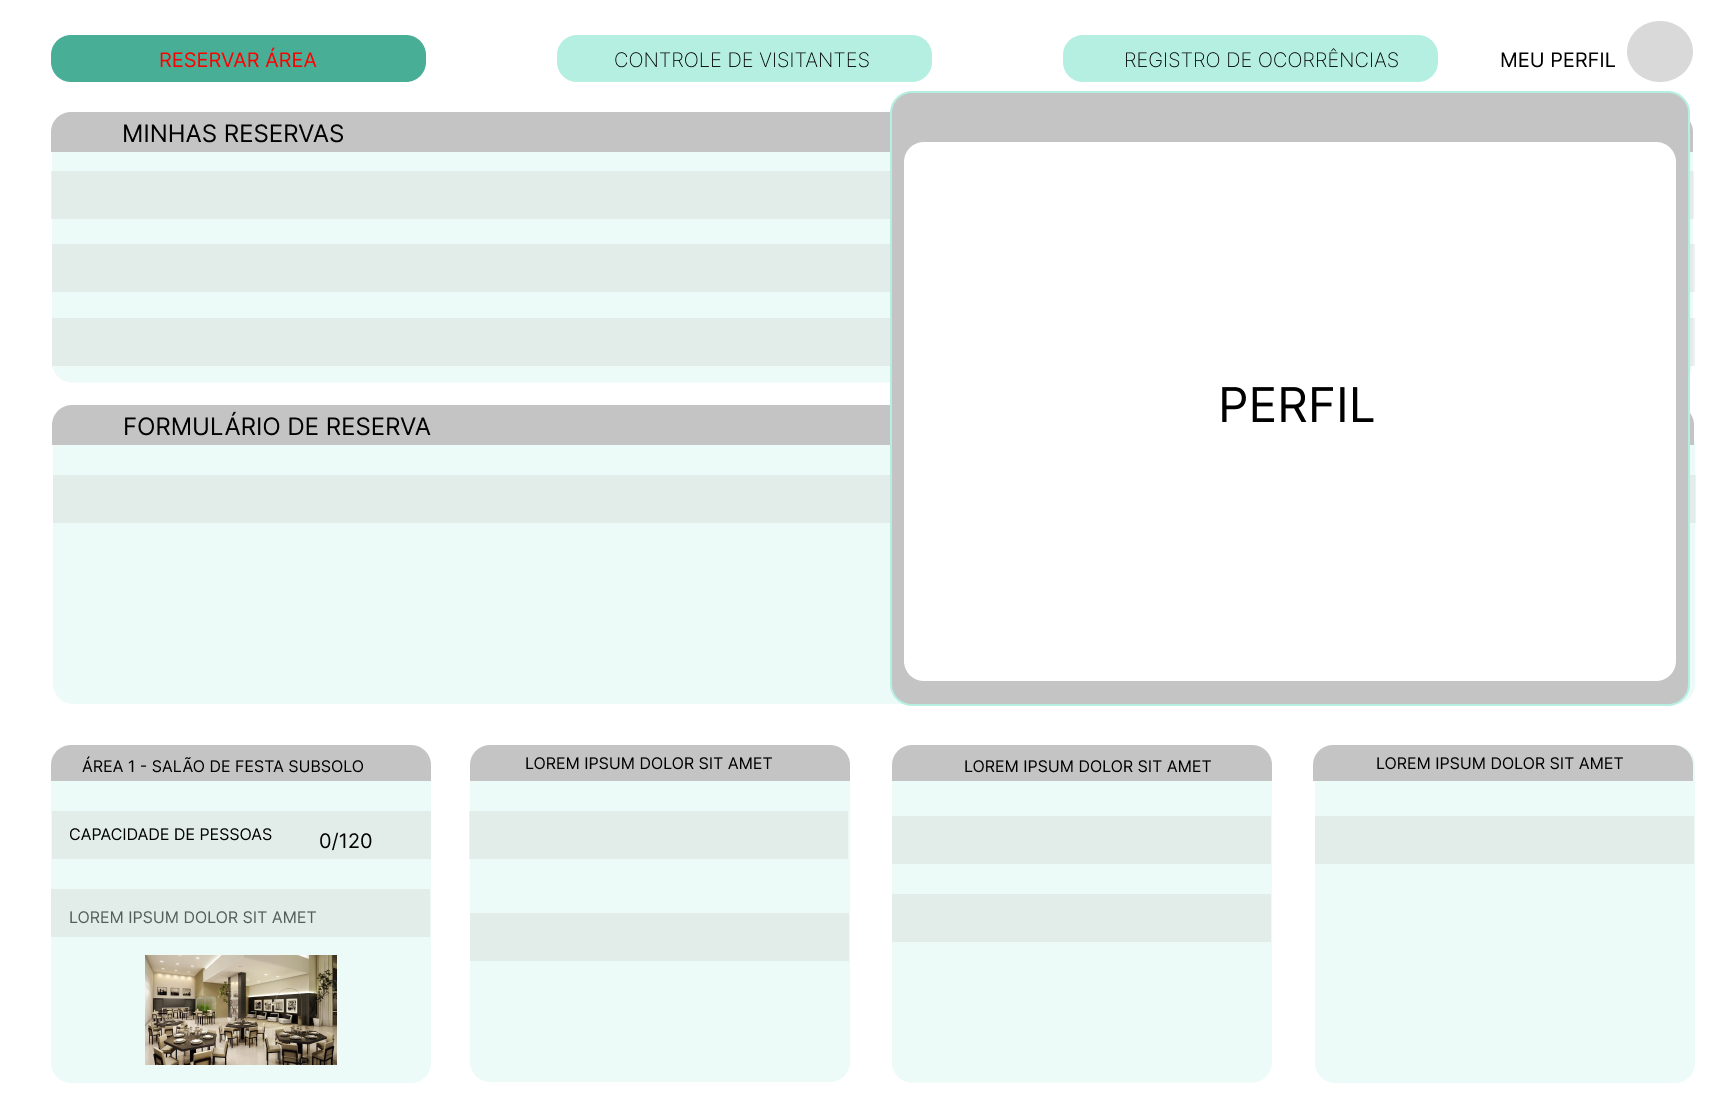 RESERVAR ÁREA
CONTROLE DE VISITANTES
REGISTRO DE OCORRÊNCIAS
MEU PERFIL
MINHAS RESERVAS
FORMULÁRIO DE RESERVA
PERFIL
ÁREA 1 - SALÃO DE FESTA SUBSOLO
CAPACIDADE DE PESSOAS 0/120
LOREM IPSUM DOLOR SIT AMET
LOREM IPSUM DOLOR SIT AMET
LOREM IPSUM DOLOR SIT AMET
LOREM IPSUM DOLOR SIT AMET